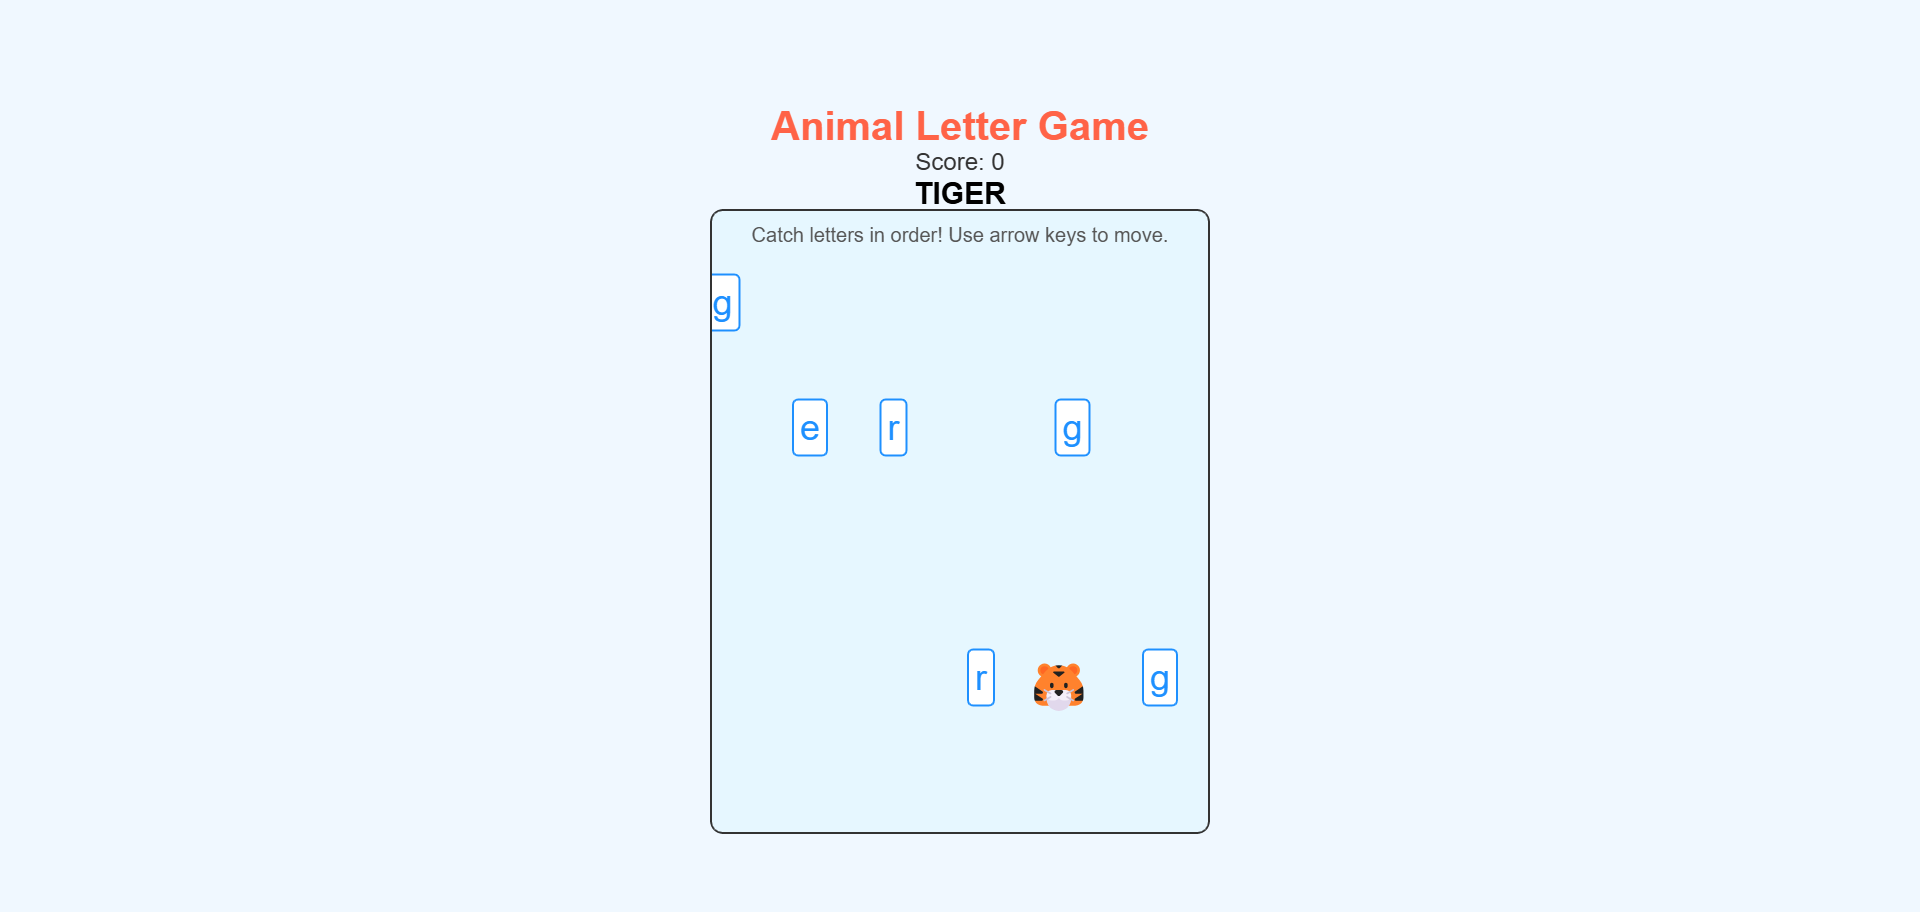 Animal Letter Game
Score: 0
TIGER
Catch letters in order! Use arrow keys to move.
g
e r g
r g